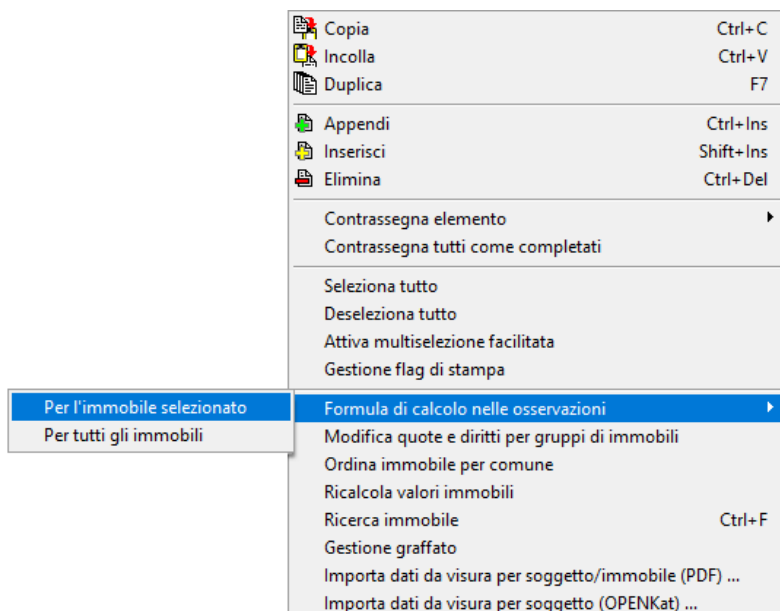 Copia Ctrl+C
Incolla Ctrl+V
Duplica F7
Appendi Ctrl+Ins
Inserisci Shift+Ins
Elimina Ctrl+Del
Contrassegna elemento
Contrassegna tutti come completati
Seleziona tutto
Deseleziona tutto
Attiva multiselezione facilitata
Gestione flag di stampa
Per l'immobile selezionato
Per tutti gli immobili
Formula di calcolo nelle osservazioni
Modifica quote e diritti per gruppi di immobili
Ordina immobile per comune
Ricalcola valori immobili
Ricerca immobile Ctrl+F
Gestione graffato
Importa dati da visura per soggetto/immobile (PDF) ...
Importa dati da visura per soggetto (OPENKat) ...